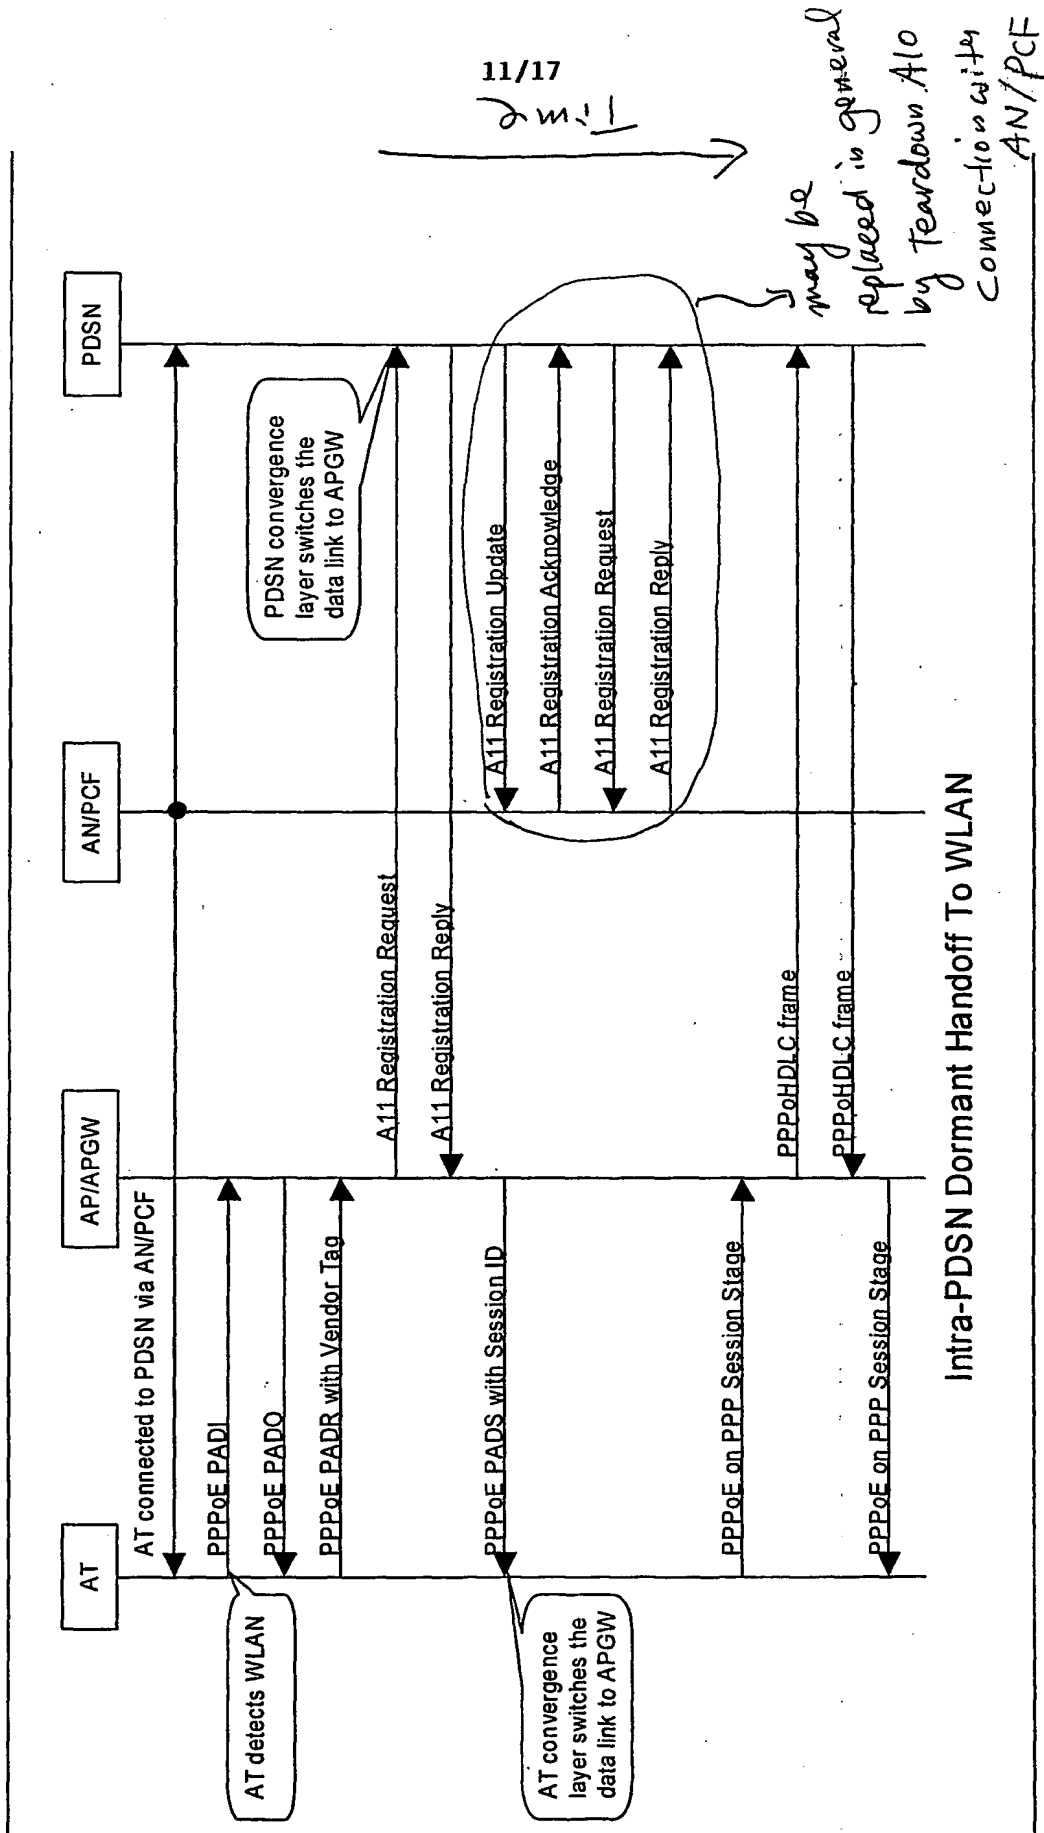 11/17
Time
AT
AP/APGW
AN/PCF
PDSN
AT connected to PDSN via AN/PCF
PPPoE PADI
AT detects WLAN
PPPoE PADO
PPPoE PADR with Vendor Tag
A11 Registration Request
PDSN convergence
layer switches the
data link to APGW
A11 Registration Reply
PPPoE PADS with Session ID
AT convergence
layer switches the
data link to APGW
A11 Registration Update
A11 Registration Acknowledge
A11 Registration Request
A11 Registration Reply
may be
replaced in general
by Teardown A10
Connection with
AN/PCF
PPPoE on PPP Session Stage
PPPoHDLC frame
PPPoHDLC frame
PPPoE on PPP Session Stage
Intra-PDSN Dormant Handoff To WLAN